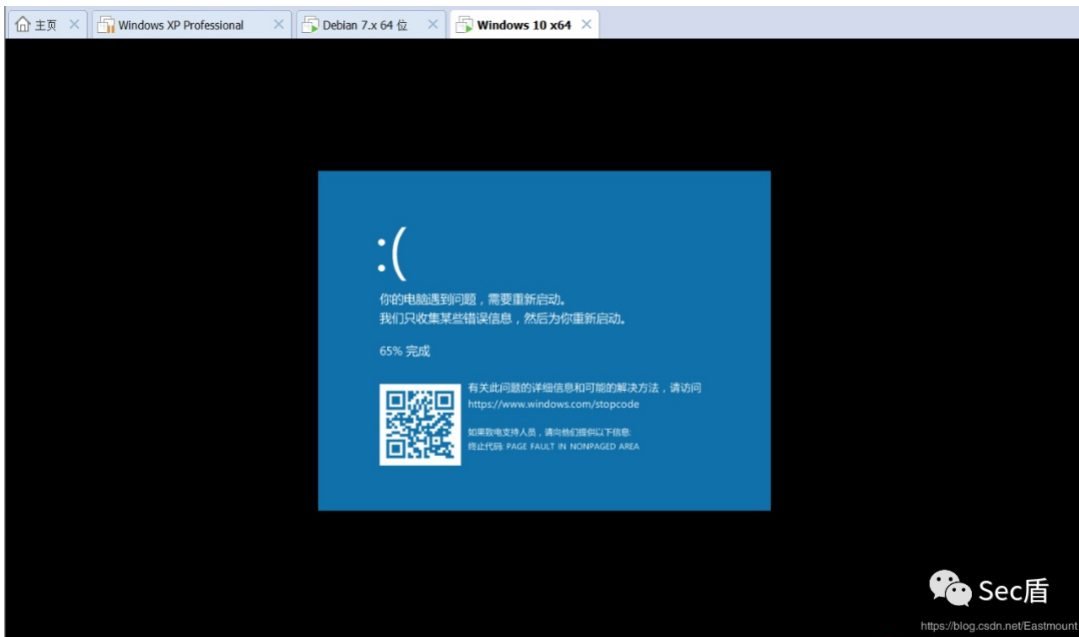 主页
Windows XP Professional
Debian 7.x 64 位
Windows 10 x64
:(
你的电脑遇到问题，需要重新启动。
我们只收集某些错误信息，然后为你重新启动。
65% 完成
有关此问题的详细信息和可能的解决方法，请访问
https://www.windows.com/stopcode
如果致电支持人员，请向他们提供以下信息:
终止代码: PAGE FAULT IN NONPAGED AREA
Sec盾
https://blog.csdn.net/Eastmount